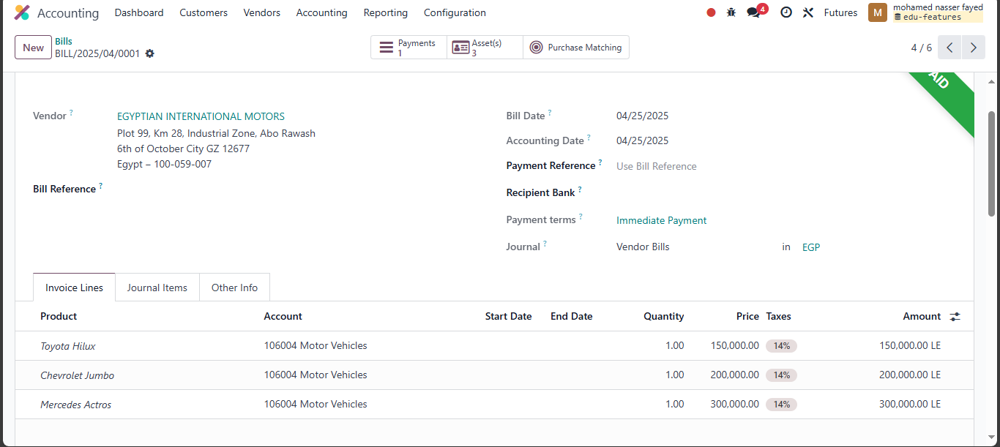 Accounting Dashboard Customers Vendors Accounting Reporting Configuration 4 Futures M mohamed nasser fayed
edu-features
New Bills
BILL/2025/04/0001
Payments 1
Asset(s) 3
Purchase Matching
4 / 6
AID
Vendor ? EGYPTIAN INTERNATIONAL MOTORS
Plot 99, Km 28, Industrial Zone, Abo Rawash
6th of October City GZ 12677
Egypt – 100-059-007
Bill Reference ?
Bill Date ? 04/25/2025
Accounting Date ? 04/25/2025
Payment Reference ? Use Bill Reference
Recipient Bank ?
Payment terms ? Immediate Payment
Journal ? Vendor Bills in EGP
Invoice Lines Journal Items Other Info
Product Account Start Date End Date Quantity Price Taxes Amount
Toyota Hilux 106004 Motor Vehicles 1.00 150,000.00 14% 150,000.00 LE
Chevrolet Jumbo 106004 Motor Vehicles 1.00 200,000.00 14% 200,000.00 LE
Mercedes Actros 106004 Motor Vehicles 1.00 300,000.00 14% 300,000.00 LE